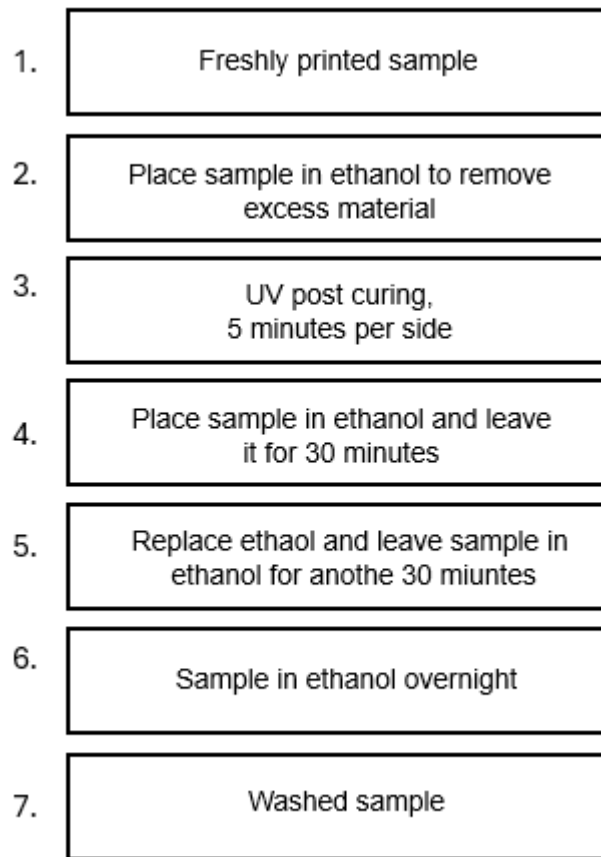 1. Freshly printed sample
2. Place sample in ethanol to remove
excess material
3. UV post curing,
5 minutes per side
4. Place sample in ethanol and leave
it for 30 minutes
5. Replace ethaol and leave sample in
ethanol for anothe 30 miuntes
6. Sample in ethanol overnight
7. Washed sample